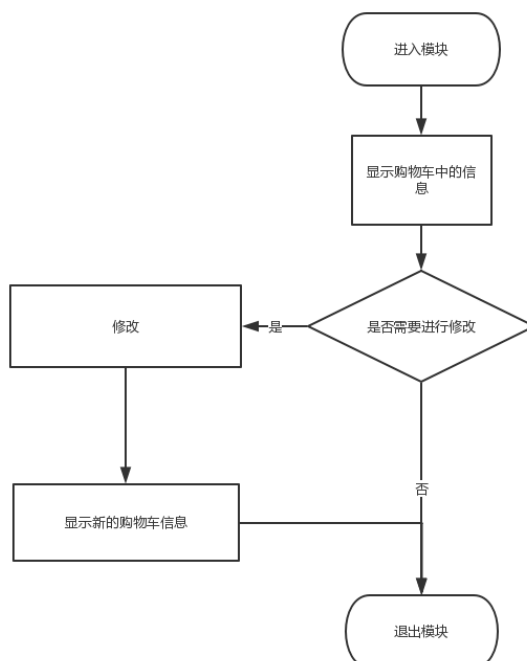 进入模块
显示购物车中的信
息
是否需要进行修改
是
修改
否
显示新的购物车信息
退出模块